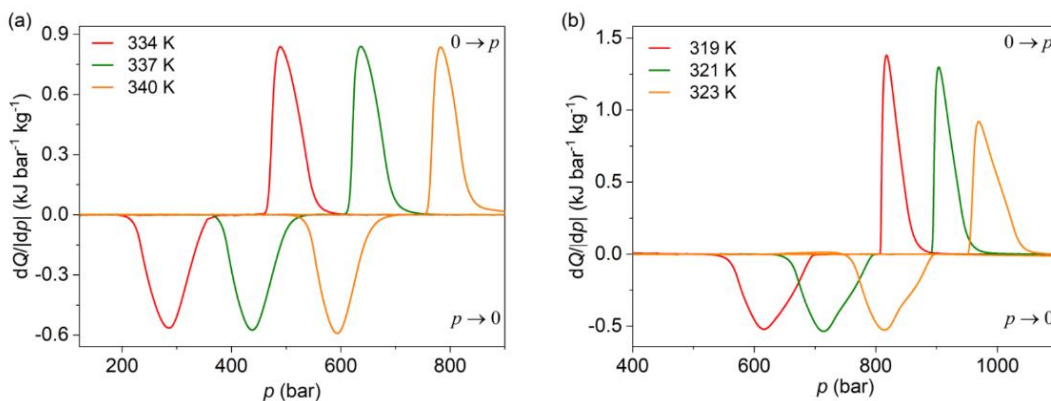 (a)
0.9
0.6
0.3
0.0
-0.3
-0.6
dQ/|dp| (kJ bar⁻¹ kg⁻¹)
334 K
337 K
340 K
0 → p
p → 0
200 400 600 800
p (bar)
(b)
1.5
1.0
0.5
0.0
-0.5
dQ/|dp| (kJ bar⁻¹ kg⁻¹)
319 K
321 K
323 K
0 → p
p → 0
400 600 800 1000
p (bar)